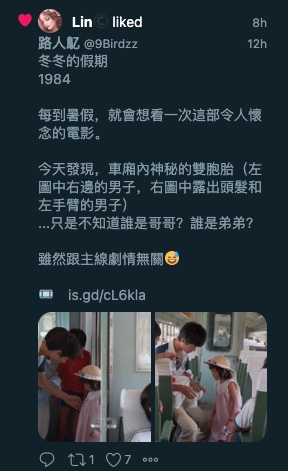 Lin liked 8h
路人鳦 @9Birdzz 12h
冬冬的假期
1984
每到暑假，就會想看一次這部令人懷
念的電影。
今天發現，車廂內神秘的雙胞胎（左
圖中右邊的男子，右圖中露出頭髮和
左手臂的男子）
...只是不知道誰是哥哥？誰是弟弟？
雖然跟主線劇情無關😅
🎟️ is.gd/cL6kla
1 7